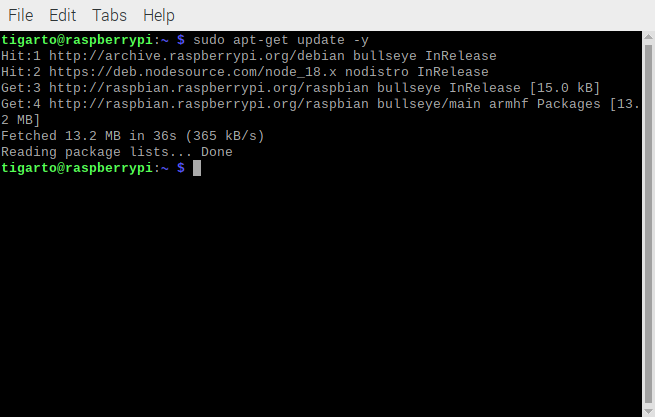 File Edit Tabs Help
tigarto@raspberrypi:~ $ sudo apt-get update -y
Hit:1 http://archive.raspberrypi.org/debian bullseye InRelease
Hit:2 https://deb.nodesource.com/node_18.x nodistro InRelease
Get:3 http://raspbian.raspberrypi.org/raspbian bullseye InRelease [15.0 kB]
Get:4 http://raspbian.raspberrypi.org/raspbian bullseye/main armhf Packages [13.
2 MB]
Fetched 13.2 MB in 36s (365 kB/s)
Reading package lists... Done
tigarto@raspberrypi:~ $